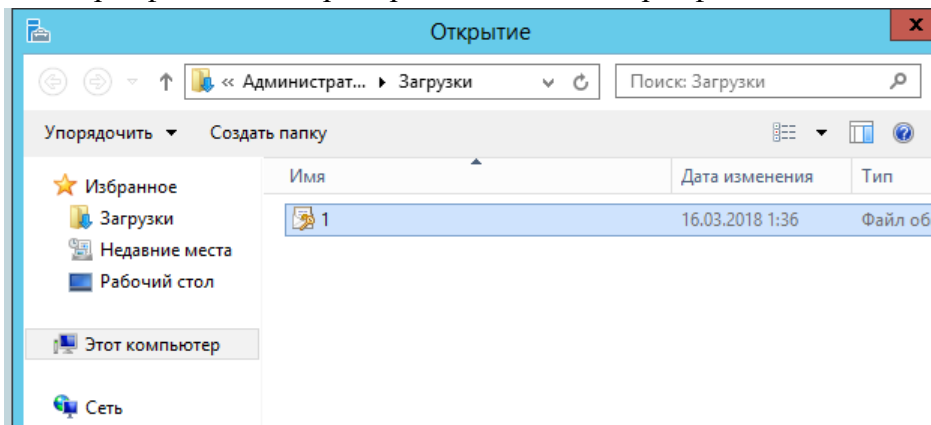 Открытие
x
« Администрат... Загрузки
Поиск: Загрузки
Упорядочить Создать папку
Имя Дата изменения Тип
Избранное
Загрузки
Недавние места
Рабочий стол
Этот компьютер
Сеть
1 16.03.2018 1:36 Файл об